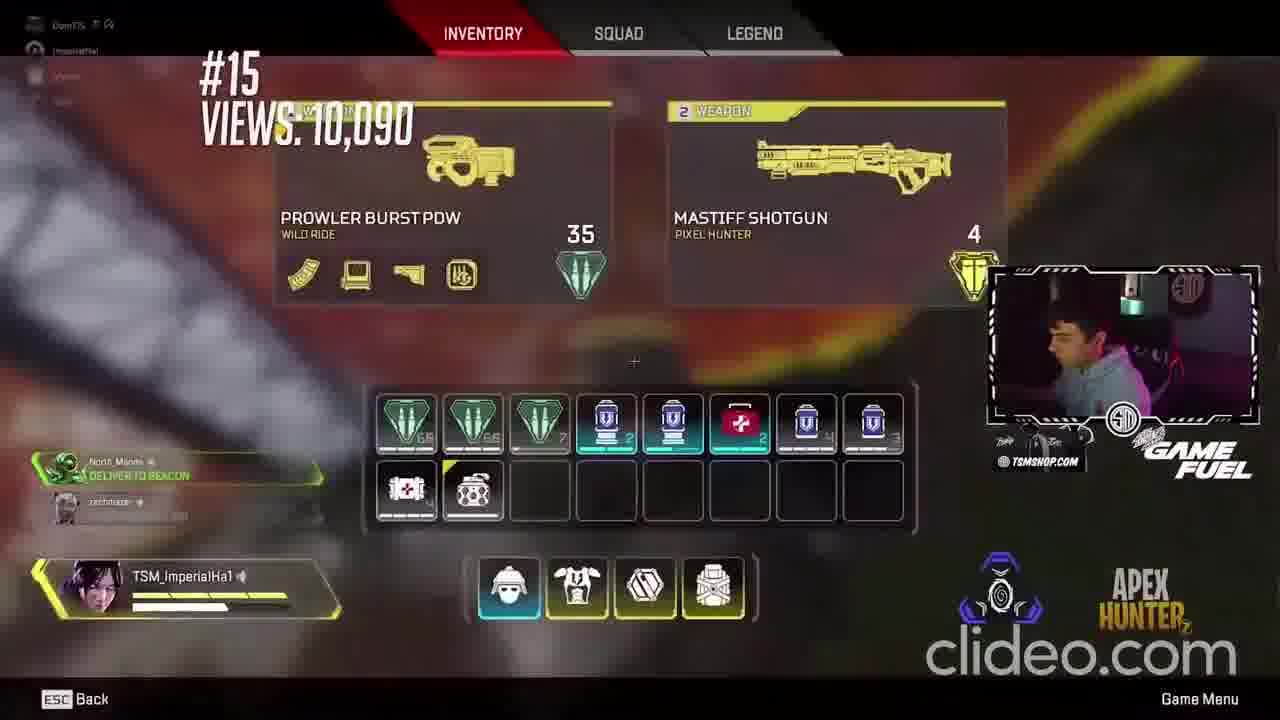 INVENTORY
SQUAD
LEGEND
#15
VIEWS: 10,090
2 WEAPON
PROWLER BURST PDW
WILD RIDE
35
MASTIFF SHOTGUN
PIXEL HUNTER
4
DELIVER TO BEACON
TSM_ImperialHal
TSMSHOP.COM
GAME
FUEL
APEX
HUNTERZ
clideo.com
ESC Back
Game Menu